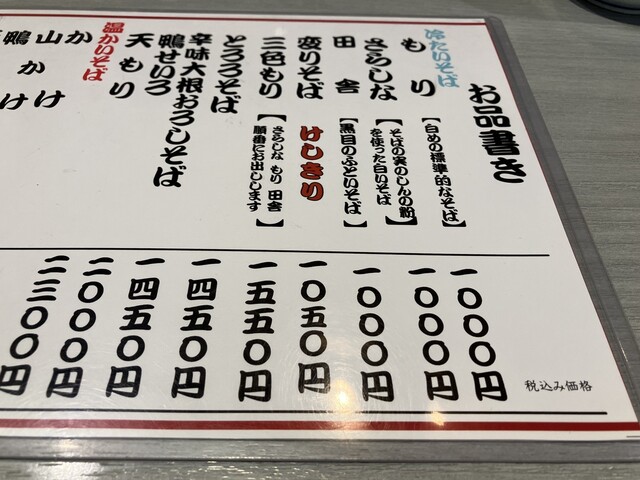 お品書き
冷たいそば
もり 【白めの標準的なそば】 一〇〇〇円
さらしな 【そばの実のしんの粉
を使った白いそば】 一〇〇〇円
田舎 【黒目のふといそば】 一〇〇〇円
変りそば けしきり 一〇五〇円
三色もり 【さらしな もり 田舎
順番にお出しします】 一五五〇円
とろろそば 一四五〇円
辛味大根おろしそば 一四五〇円
鴨せいろ 二〇〇〇円
天もり 二三〇〇円
温かいそば
かけ
山かけ
鴨かけ
税込み価格